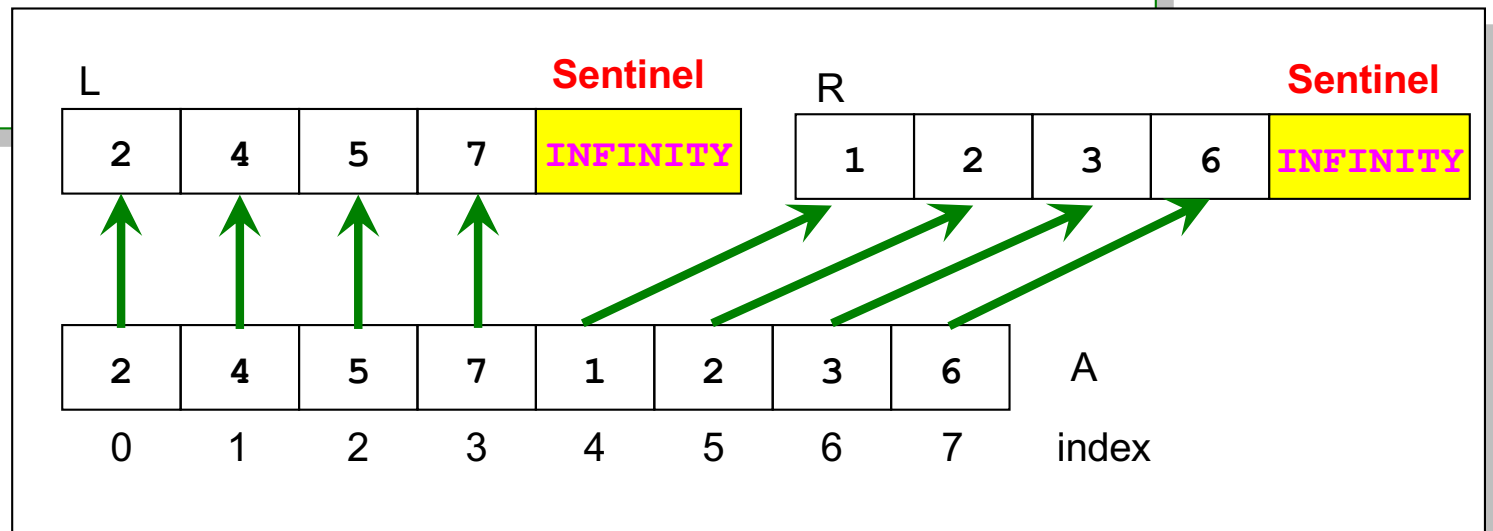 L Sentinel R Sentinel
2 4 5 7 INFINITY 1 2 3 6 INFINITY
2 4 5 7 1 2 3 6 A
0 1 2 3 4 5 6 7 index